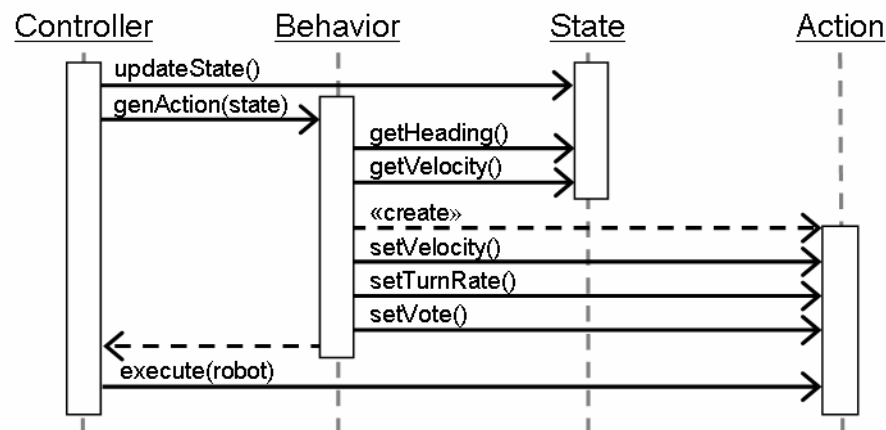 Controller Behavior State Action
updateState()
genAction(state)
getHeading()
getVelocity()
«create»
setVelocity()
setTurnRate()
setVote()
execute(robot)